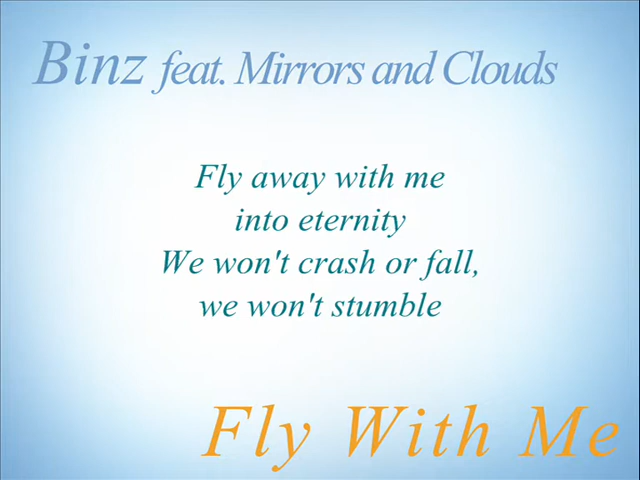 Binz feat. Mirrors and Clouds
Fly away with me
into eternity
We won't crash or fall,
we won't stumble
Fly With Me